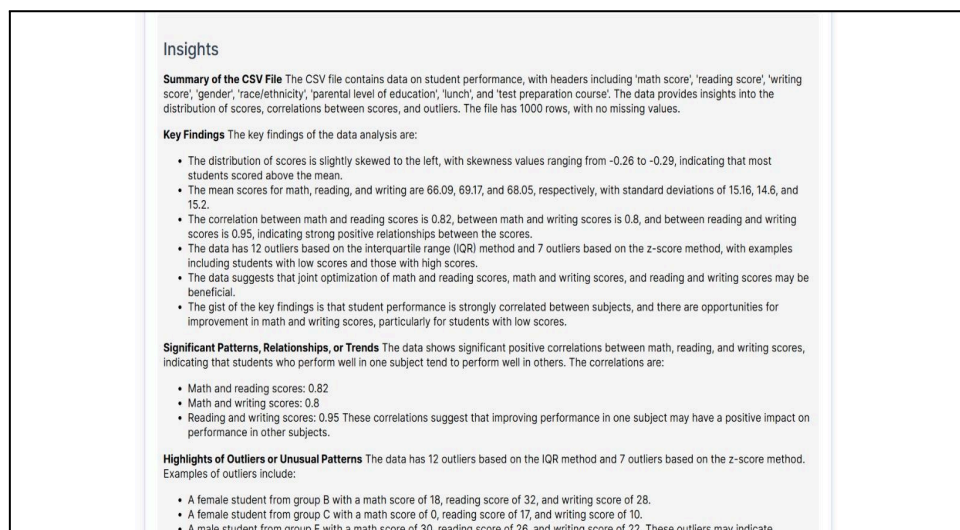 Insights
Summary of the CSV File The CSV file contains data on student performance, with headers including 'math score', 'reading score', 'writing
score', 'gender', 'race/ethnicity', 'parental level of education', 'lunch', and 'test preparation course'. The data provides insights into the
distribution of scores, correlations between scores, and outliers. The file has 1000 rows, with no missing values.
Key Findings The key findings of the data analysis are:
• The distribution of scores is slightly skewed to the left, with skewness values ranging from -0.26 to -0.29, indicating that most
students scored above the mean.
• The mean scores for math, reading, and writing are 66.09, 69.17, and 68.05, respectively, with standard deviations of 15.16, 14.6, and
15.2.
• The correlation between math and reading scores is 0.82, between math and writing scores is 0.8, and between reading and writing
scores is 0.95, indicating strong positive relationships between the scores.
• The data has 12 outliers based on the interquartile range (IQR) method and 7 outliers based on the z-score method, with examples
including students with low scores and those with high scores.
• The data suggests that joint optimization of math and reading scores, math and writing scores, and reading and writing scores may be
beneficial.
• The gist of the key findings is that student performance is strongly correlated between subjects, and there are opportunities for
improvement in math and writing scores, particularly for students with low scores.
Significant Patterns, Relationships, or Trends The data shows significant positive correlations between math, reading, and writing scores,
indicating that students who perform well in one subject tend to perform well in others. The correlations are:
• Math and reading scores: 0.82
• Math and writing scores: 0.8
• Reading and writing scores: 0.95 These correlations suggest that improving performance in one subject may have a positive impact on
performance in other subjects.
Highlights of Outliers or Unusual Patterns The data has 12 outliers based on the IQR method and 7 outliers based on the z-score method.
Examples of outliers include:
• A female student from group B with a math score of 18, reading score of 32, and writing score of 28.
• A female student from group C with a math score of 0, reading score of 17, and writing score of 10.
• A male student from group E with a math score of 30, reading score of 26, and writing score of 22. These outliers may indicate